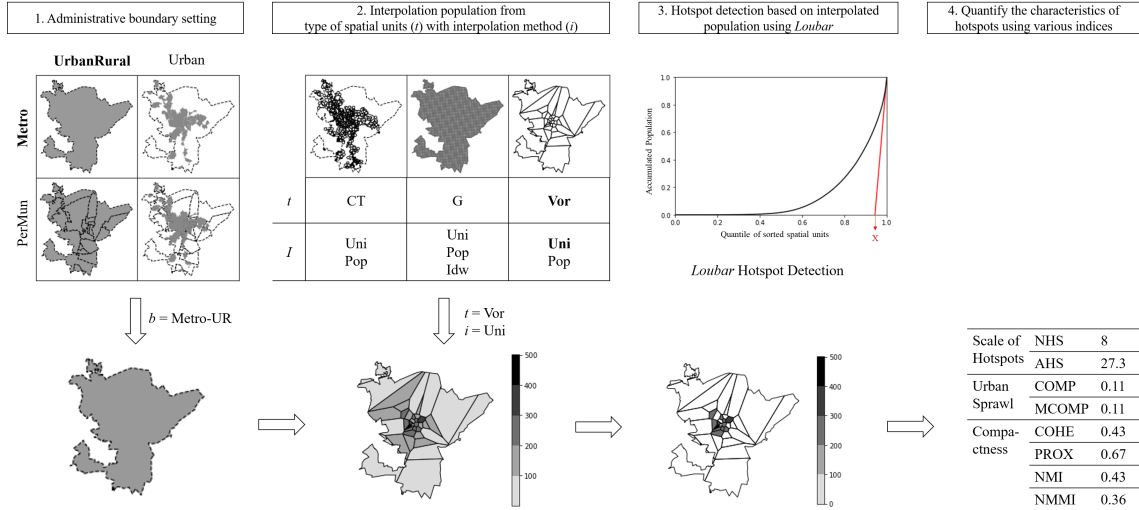 1. Administrative boundary setting
2. Interpolation population from
type of spatial units (t) with interpolation method (i)
3. Hotspot detection based on interpolated
population using Loubar
4. Quantify the characteristics of
hotspots using various indices
UrbanRural Urban
Metro
PerMun
t CT G Vor
I
Uni
Pop
Uni
Pop
Idw
Uni
Pop
1.0
0.8
0.6
0.4
0.2
0.0
0.0 0.2 0.4 0.6 0.8 1.0
Accumulated Population
Quantile of sorted spatial units
X
Loubar Hotspot Detection
b = Metro-UR
t = Vor
i = Uni
500
400
300
200
100
500
400
300
200
100
0
Scale of
Hotspots
NHS 8
AHS 27.3
Urban
Sprawl
COMP 0.11
MCOMP 0.11
Compa-
ctness
COHE 0.43
PROX 0.67
NMI 0.43
NMMI 0.36